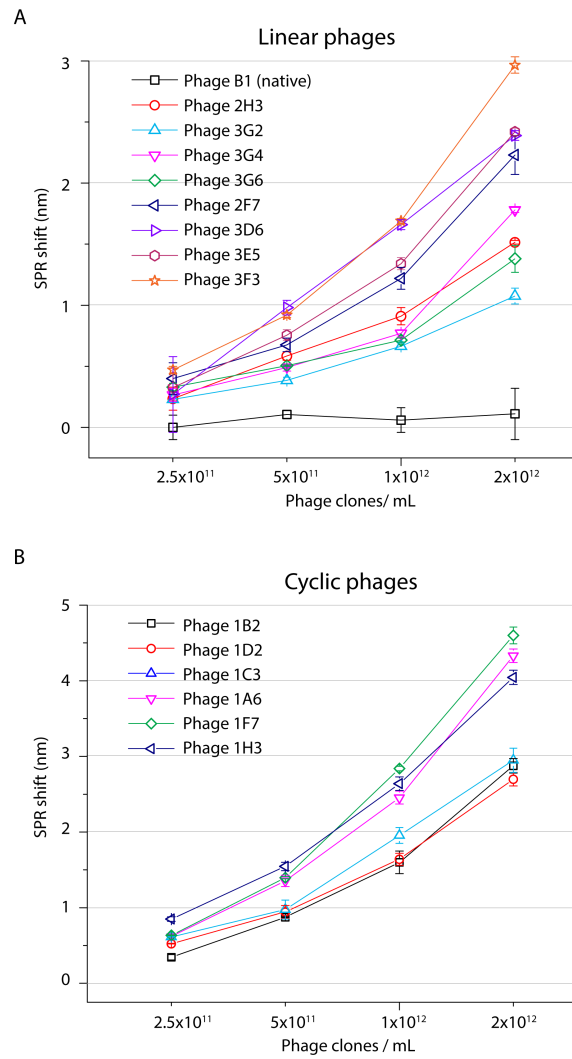 A
Linear phages
3
2
1
0
SPR shift (nm)
Phage B1 (native)
Phage 2H3
Phage 3G2
Phage 3G4
Phage 3G6
Phage 2F7
Phage 3D6
Phage 3E5
Phage 3F3
2.5x10¹¹ 5x10¹¹ 1x10¹² 2x10¹²
Phage clones/ mL
B
Cyclic phages
5
4
3
2
1
0
SPR shift (nm)
Phage 1B2
Phage 1D2
Phage 1C3
Phage 1A6
Phage 1F7
Phage 1H3
2.5x10¹¹ 5x10¹¹ 1x10¹² 2x10¹²
Phage clones / mL